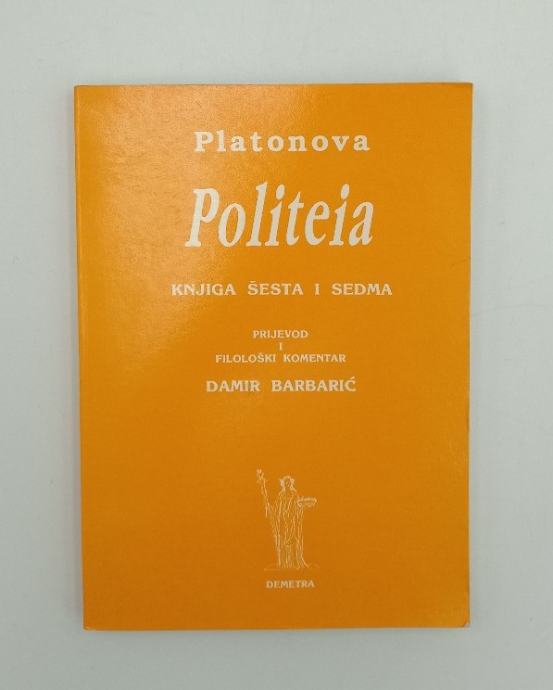 Platonova
Politeia
KNJIGA ŠESTA I SEDMA
PRIJEVOD
I
FILOLOŠKI KOMENTAR
DAMIR BARBARIĆ
DEMETRA